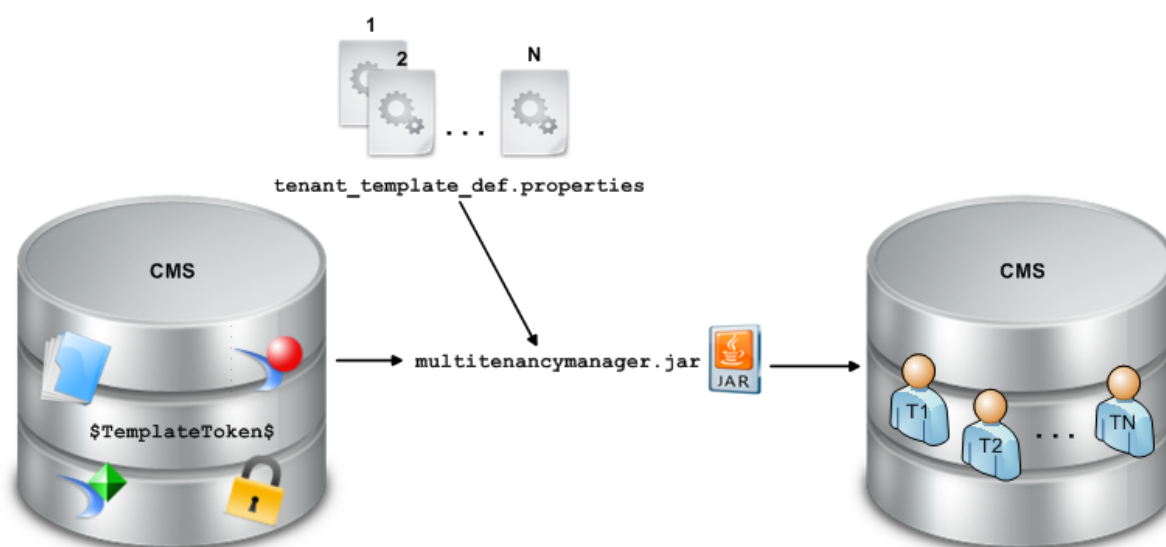 1
2
N
. . .
tenant_template_def.properties
CMS
CMS
multitenancymanager.jar
JAR
$TemplateToken$
T1
T2
. . .
TN